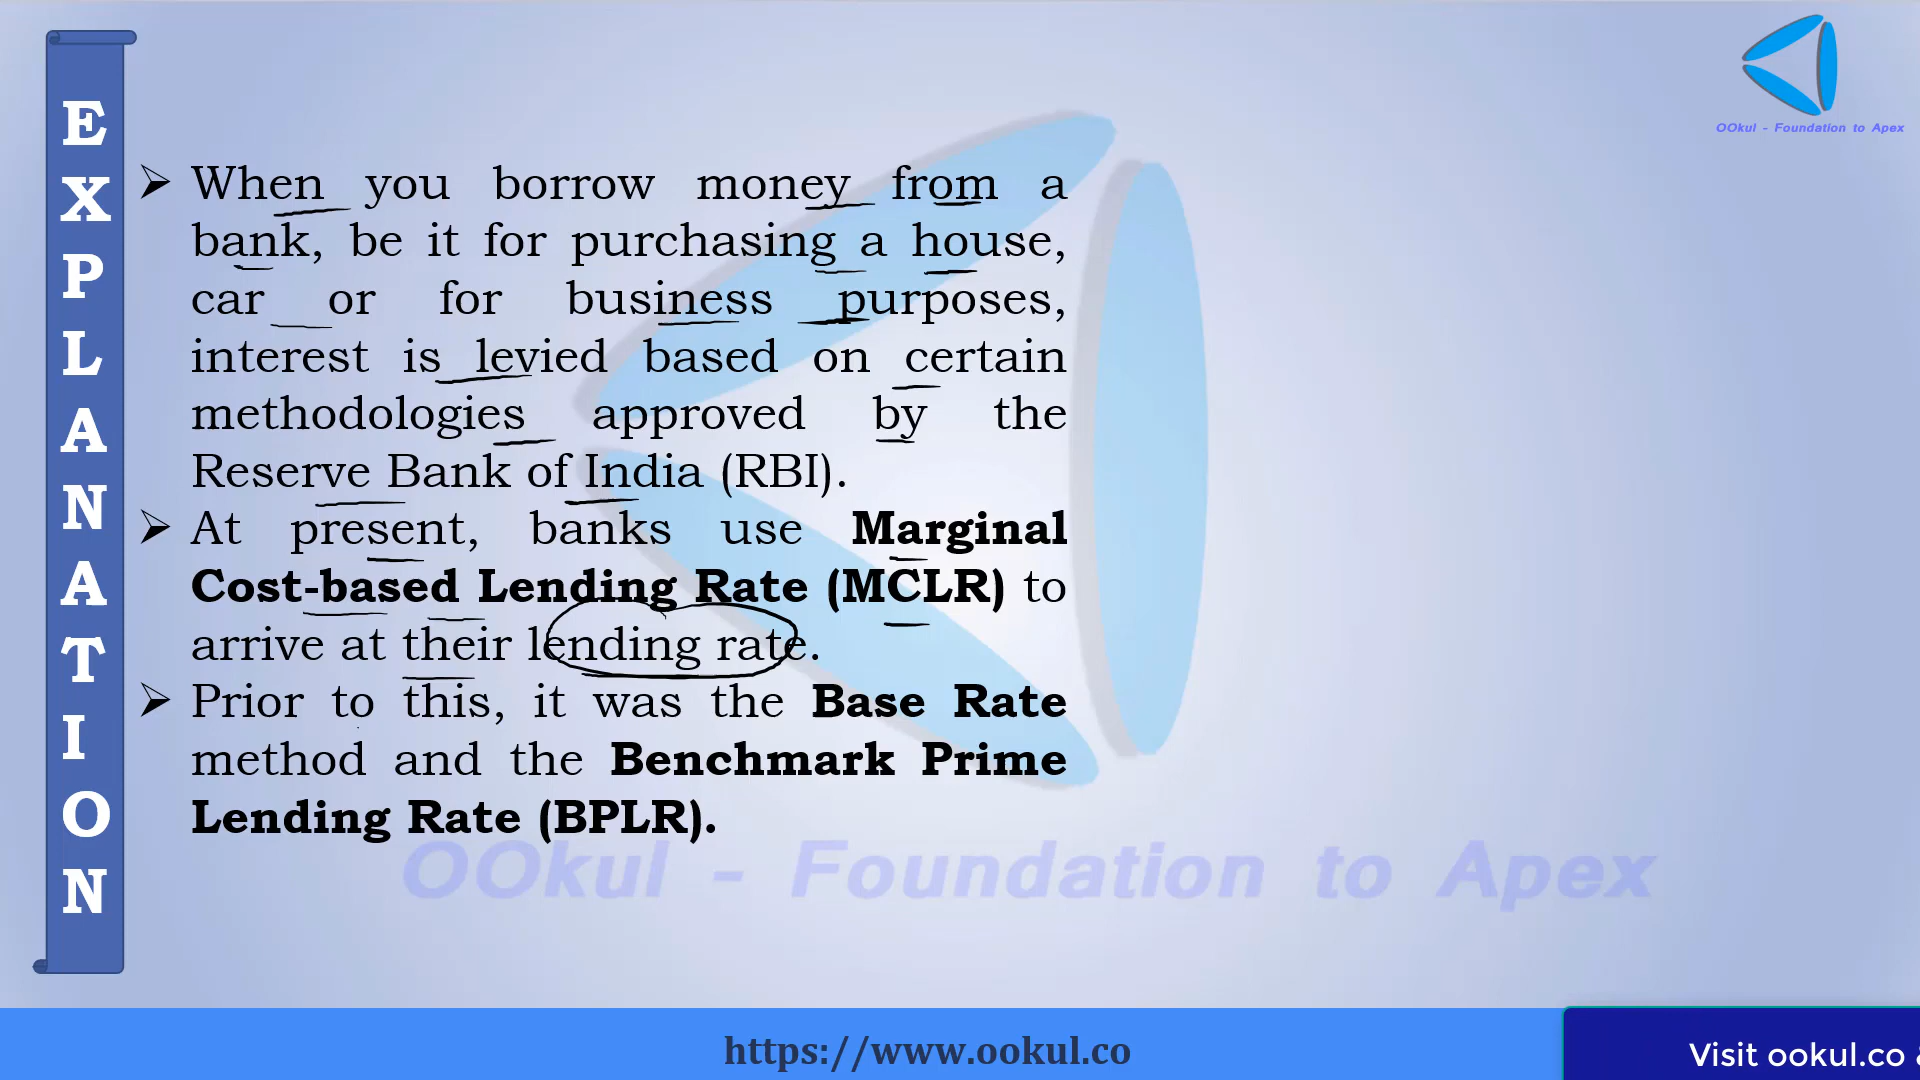 OOkul - Foundation to Apex
EXPLANATION
When you borrow money from a
bank, be it for purchasing a house,
car or for business purposes,
interest is levied based on certain
methodologies approved by the
Reserve Bank of India (RBI).
At present, banks use Marginal
Cost-based Lending Rate (MCLR) to
arrive at their lending rate.
Prior to this, it was the Base Rate
method and the Benchmark Prime
Lending Rate (BPLR).
OOkul - Foundation to Apex
https://www.ookul.co
Visit ookul.co